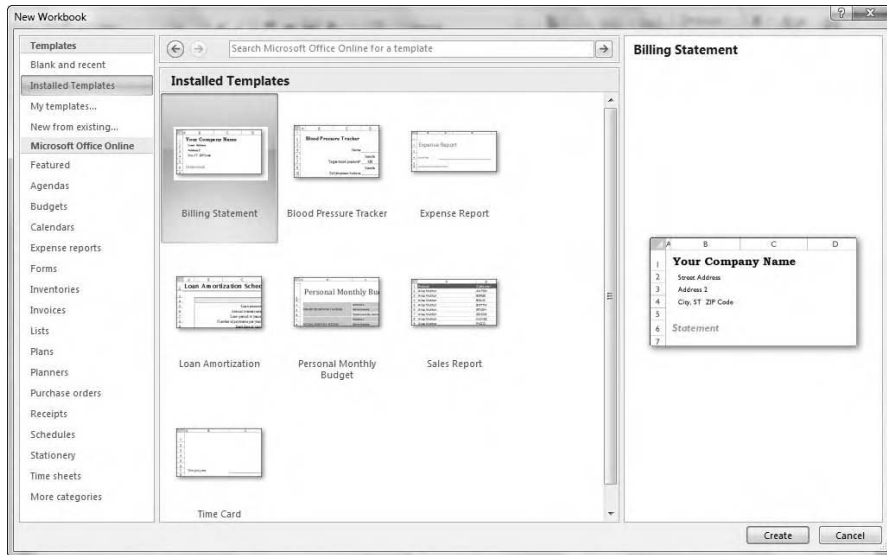 New Workbook
Templates
Blank and recent
Installed Templates
My templates...
New from existing...
Microsoft Office Online
Featured
Agendas
Budgets
Calendars
Expense reports
Forms
Inventories
Invoices
Lists
Plans
Planners
Purchase orders
Receipts
Schedules
Stationery
Time sheets
More categories
Search Microsoft Office Online for a template
Installed Templates
Your Company Name
Billing Statement
Blood Pressure Tracker
Blood Pressure Tracker
Expense Report
Expense Report
Loan Amortization Sched
Loan Amortization
Personal Monthly Bu
Personal Monthly
Budget
Sales Report
Time Card
Billing Statement
A B C D
1 Your Company Name
2 Street Address
3 Address 2
4 City, ST ZIP Code
5
6 Statement
7
Create
Cancel